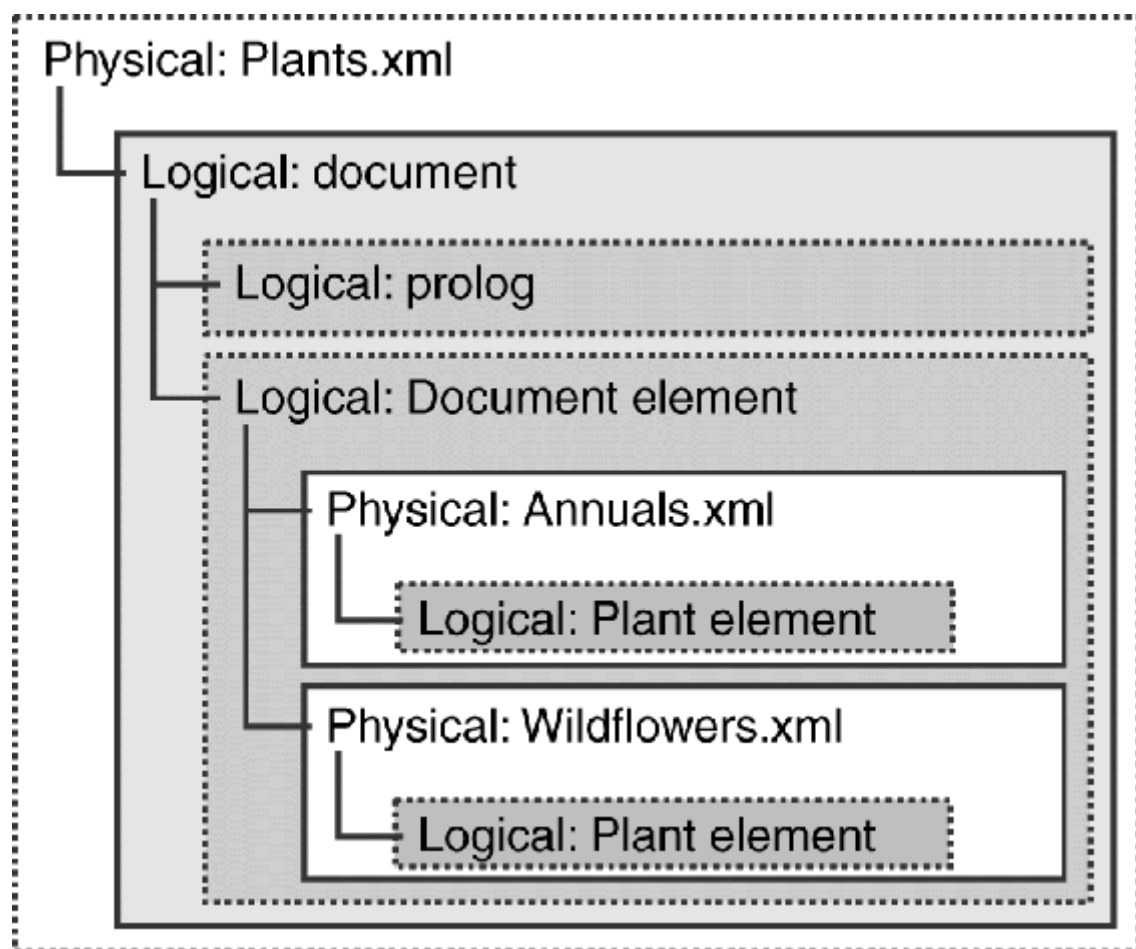 Physical: Plants.xml
Logical: document
Logical: prolog
Logical: Document element
Physical: Annuals.xml
Logical: Plant element
Physical: Wildflowers.xml
Logical: Plant element